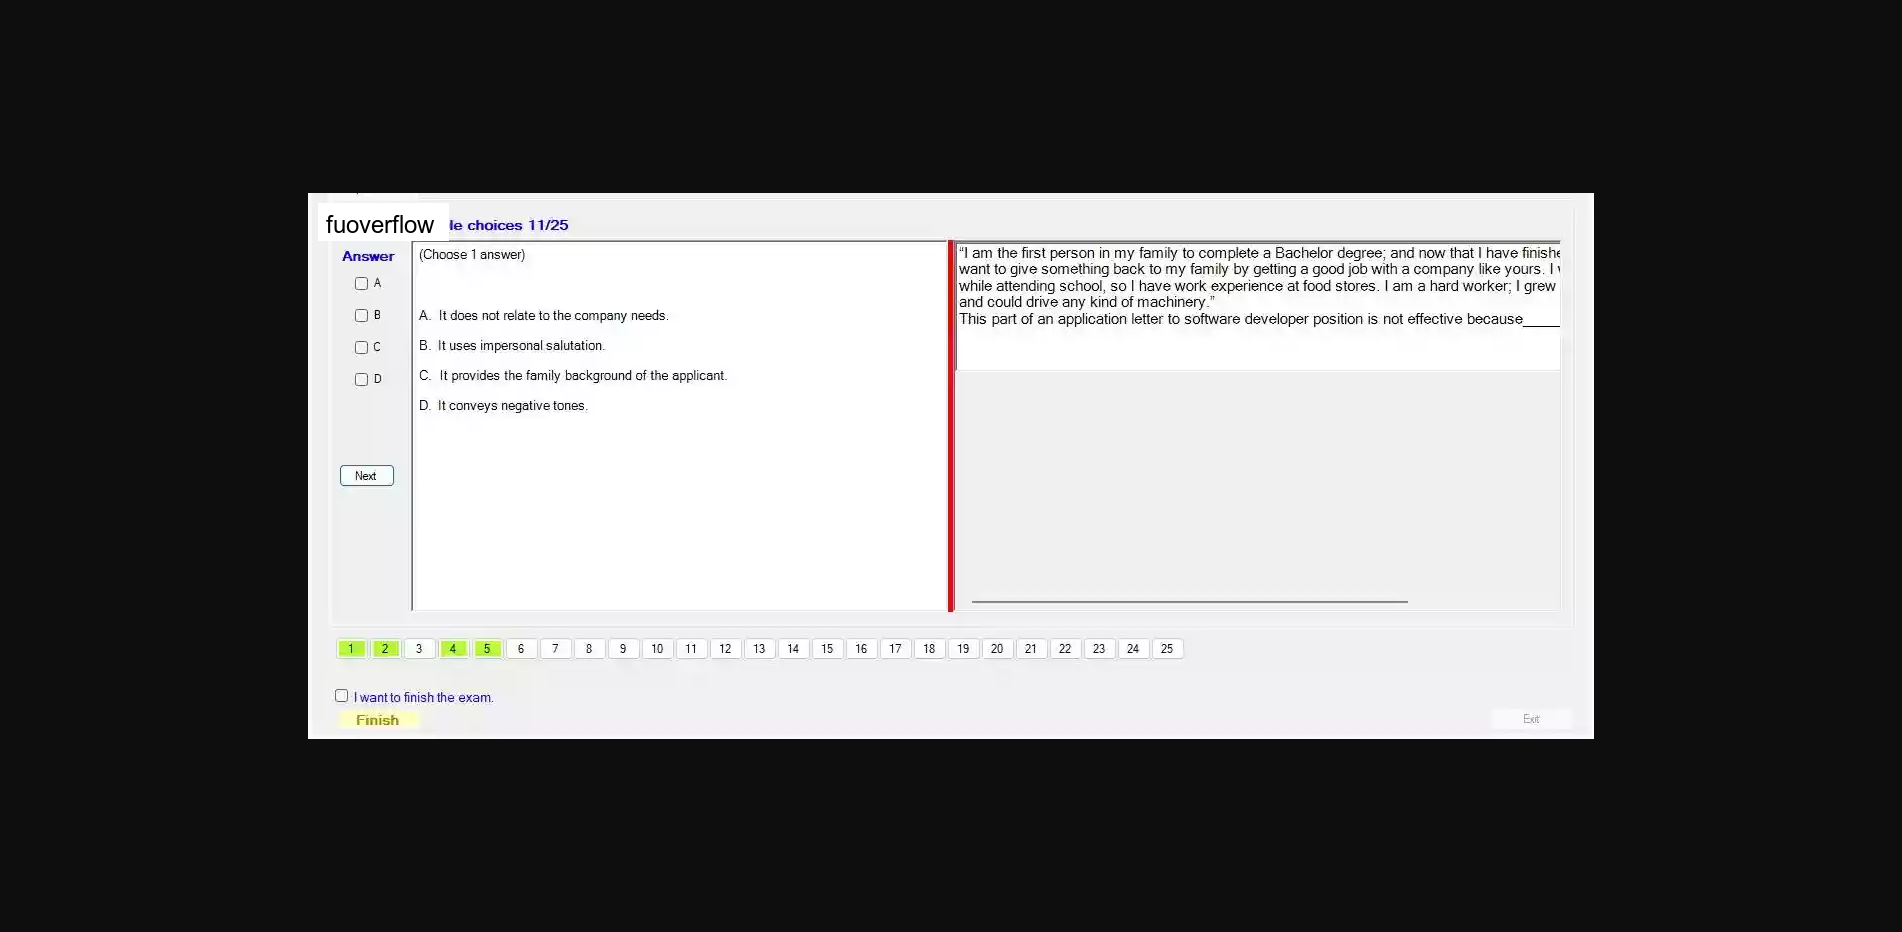 fuoverflow
le choices 11/25
Answer
(Choose 1 answer)
A
B
C
D
A. It does not relate to the company needs.
B. It uses impersonal salutation.
C. It provides the family background of the applicant.
D. It conveys negative tones.
Next
“I am the first person in my family to complete a Bachelor degree; and now that I have finishe
want to give something back to my family by getting a good job with a company like yours. I
while attending school, so I have work experience at food stores. I am a hard worker; I grew
and could drive any kind of machinery.”
This part of an application letter to software developer position is not effective because_____
1 2 3 4 5 6 7 8 9 10 11 12 13 14 15 16 17 18 19 20 21 22 23 24 25
I want to finish the exam.
Finish
Exit